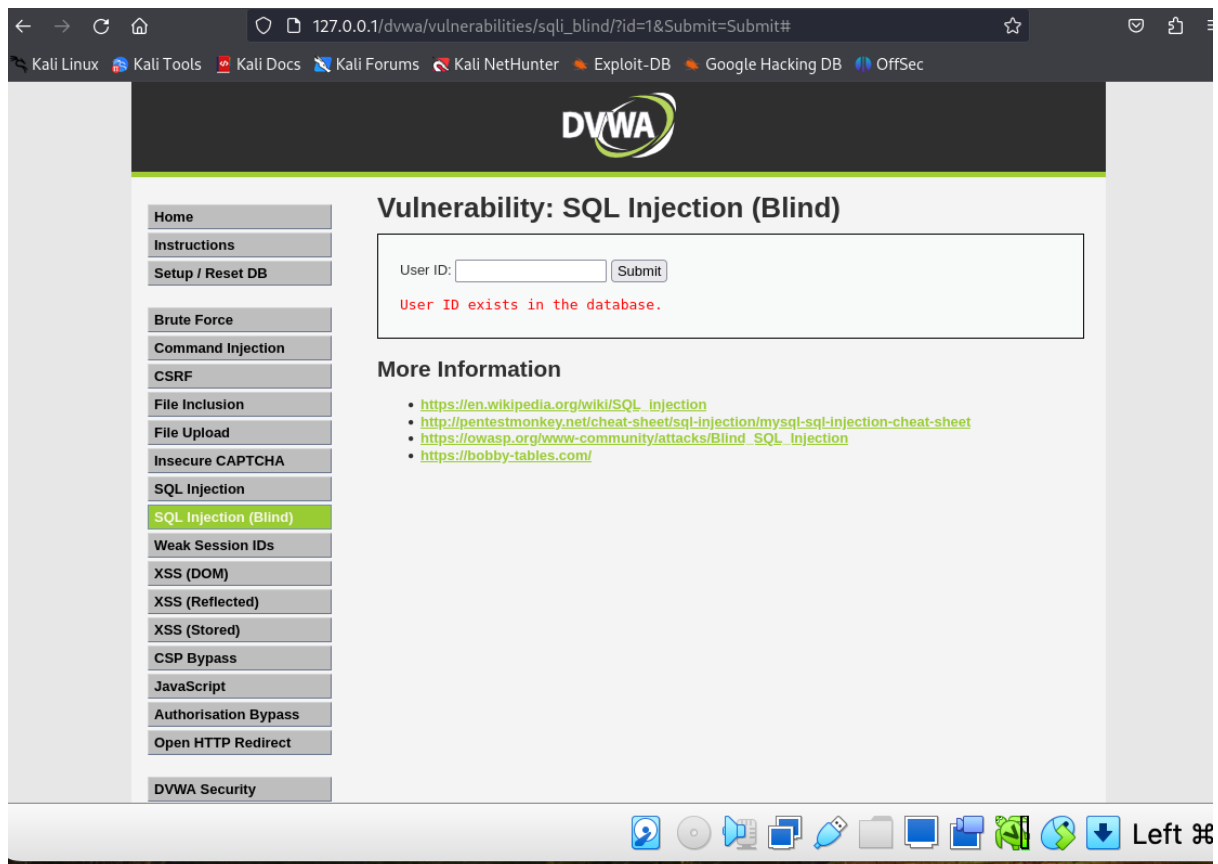 127.0.0.1/dvwa/vulnerabilities/sqli_blind/?id=1&Submit=Submit#
Kali Linux Kali Tools Kali Docs Kali Forums Kali NetHunter Exploit-DB Google Hacking DB OffSec
DVWA
Home
Instructions
Setup / Reset DB
Brute Force
Command Injection
CSRF
File Inclusion
File Upload
Insecure CAPTCHA
SQL Injection
SQL Injection (Blind)
Weak Session IDs
XSS (DOM)
XSS (Reflected)
XSS (Stored)
CSP Bypass
JavaScript
Authorisation Bypass
Open HTTP Redirect
DVWA Security
Vulnerability: SQL Injection (Blind)
User ID: Submit
User ID exists in the database.
More Information
https://en.wikipedia.org/wiki/SQL_injection
http://pentestmonkey.net/cheat-sheet/sql-injection/mysql-sql-injection-cheat-sheet
https://owasp.org/www-community/attacks/Blind_SQL_Injection
https://bobby-tables.com/
Left ⌘